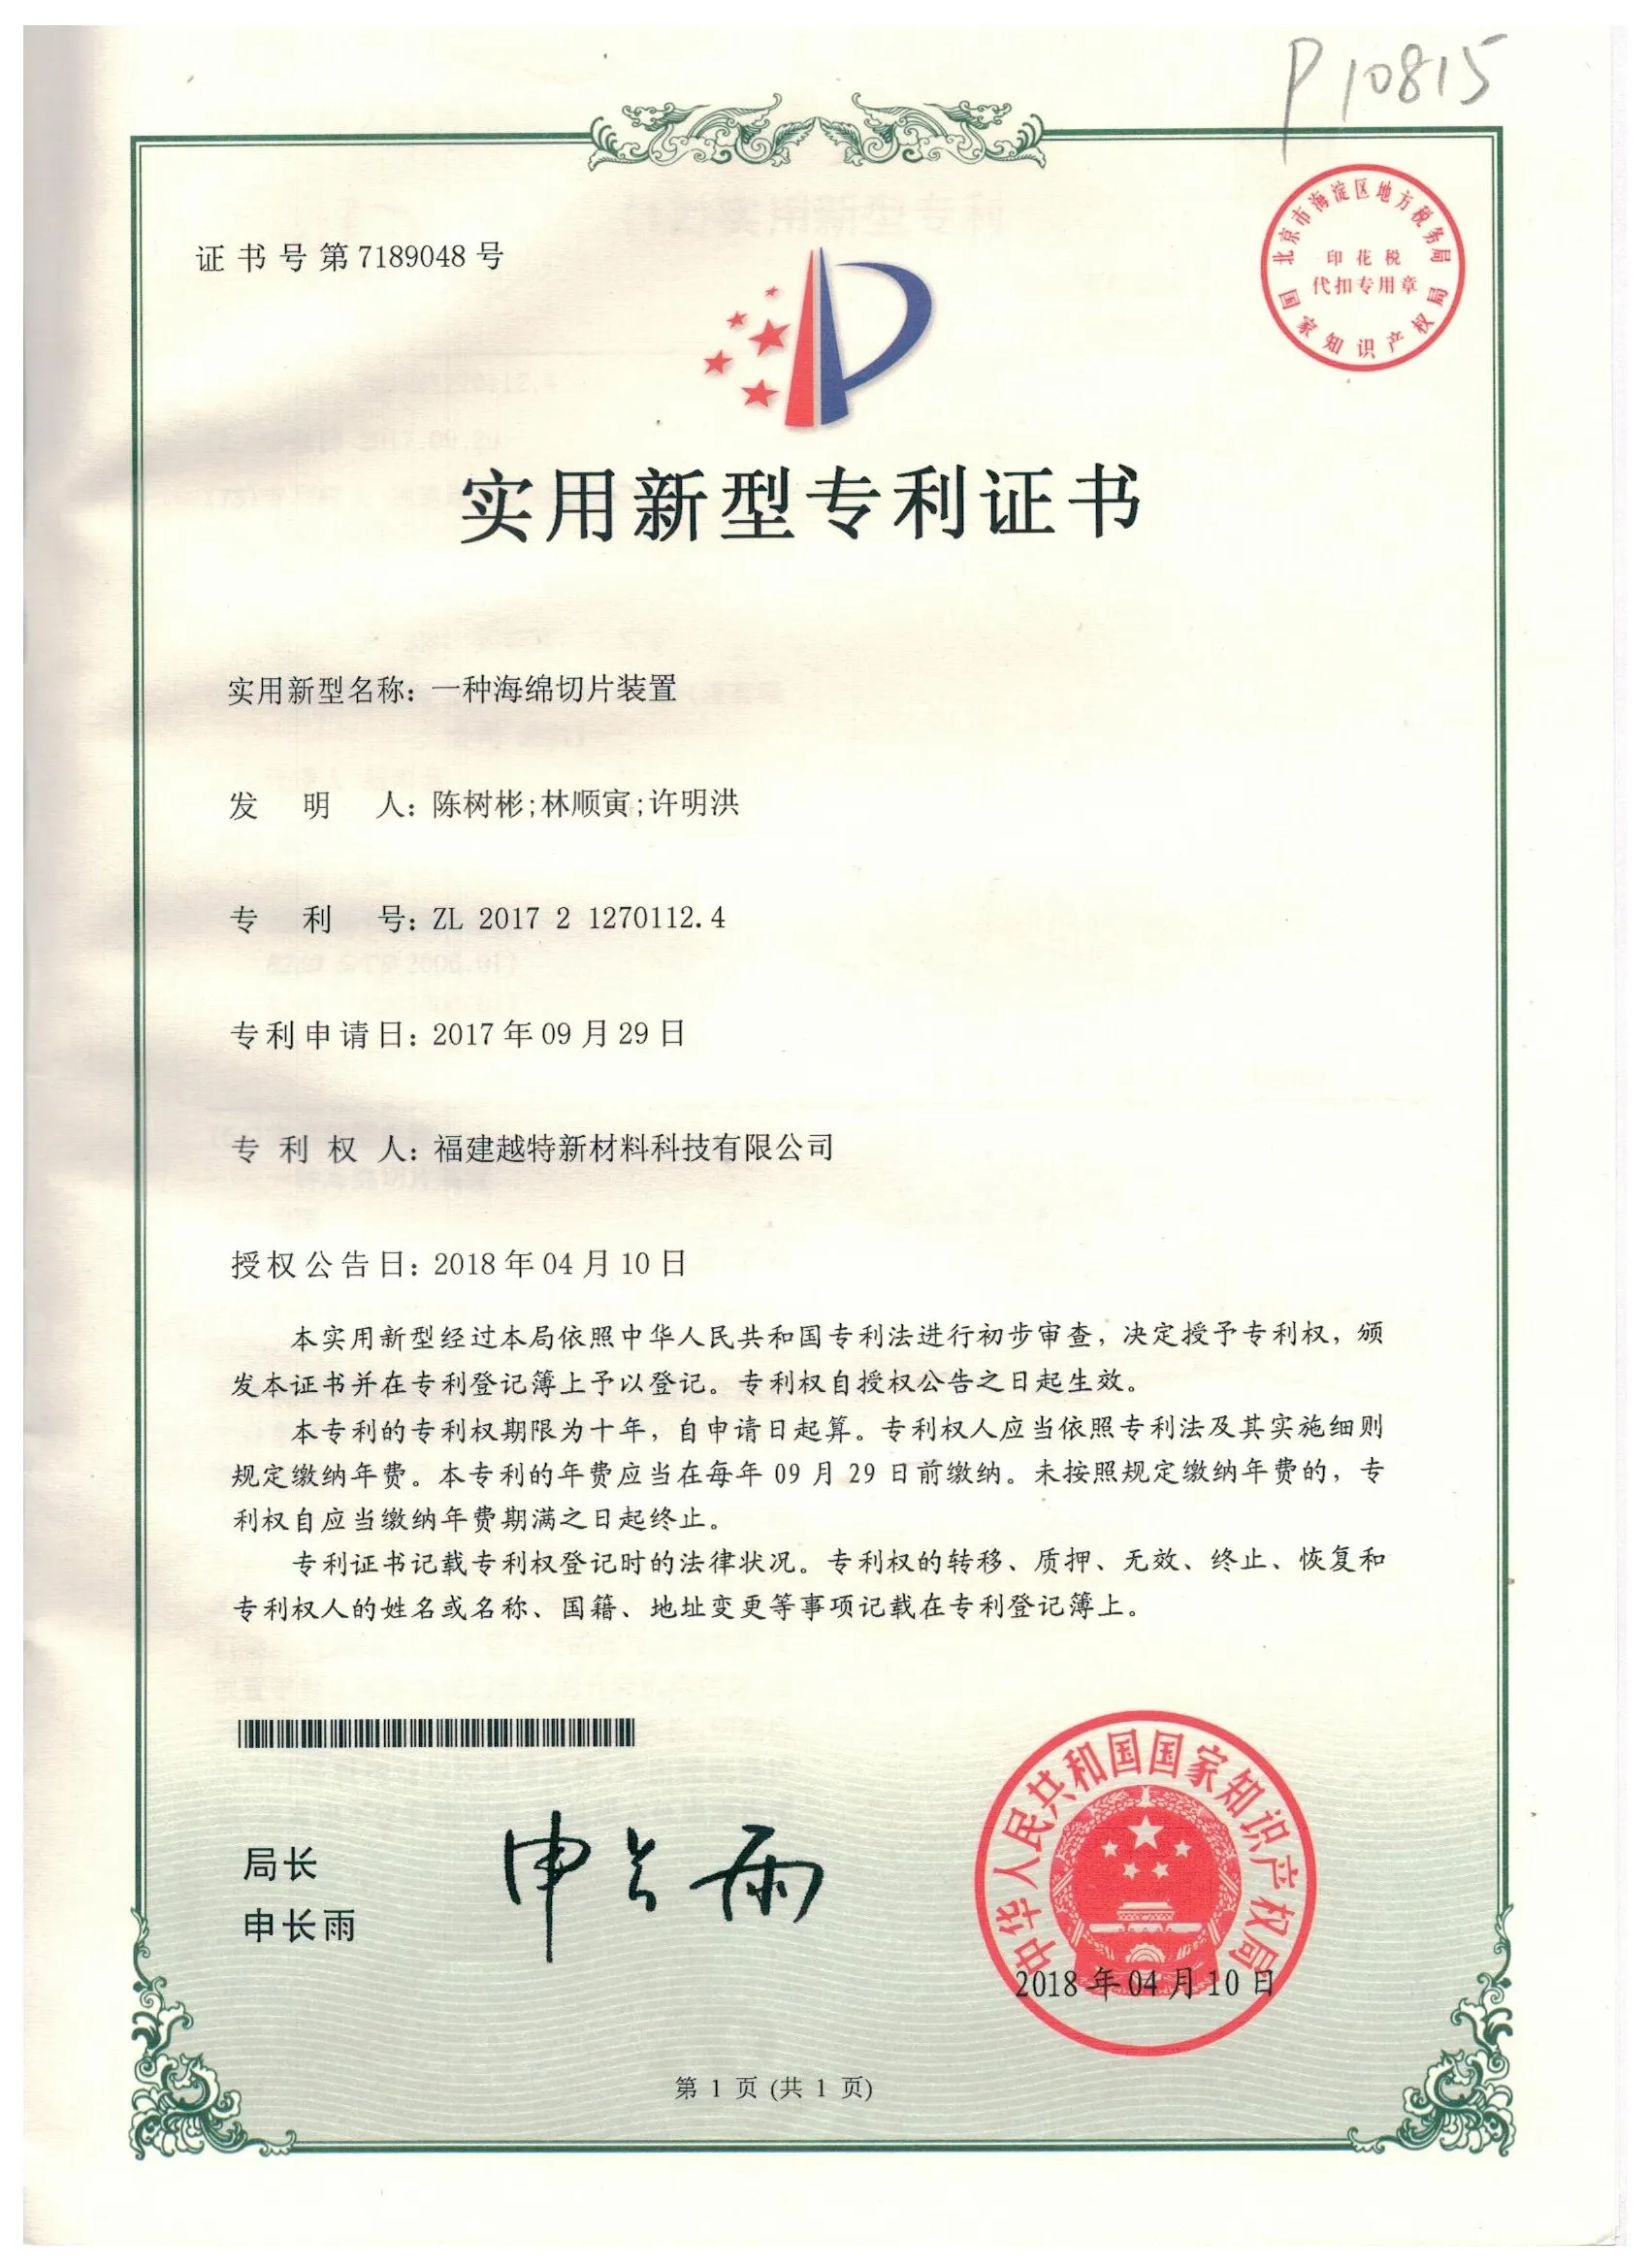 P10815
北京市海淀区地方税务局
印花税
代扣专用章
国家知识产权局
证书号第7189048号
实用新型专利证书
实用新型名称：一种海绵切片装置
发明人：陈树彬;林顺寅;许明洪
专利号：ZL 2017 2 1270112.4
专利申请日：2017年09月29日
专利权人：福建越特新材料科技有限公司
授权公告日：2018年04月10日
本实用新型经过本局依照中华人民共和国专利法进行初步审查，决定授予专利权，颁
发本证书并在专利登记簿上予以登记。专利权自授权公告之日起生效。
本专利的专利权期限为十年，自申请日起算。专利权人应当依照专利法及其实施细则
规定缴纳年费。本专利的年费应当在每年09月29日前缴纳。未按照规定缴纳年费的，专
利权自应当缴纳年费期满之日起终止。
专利证书记载专利权登记时的法律状况。专利权的转移、质押、无效、终止、恢复和
专利权人的姓名或名称、国籍、地址变更等事项记载在专利登记簿上。
局长
申长雨
申长雨
中华人民共和国国家知识产权局
2018年04月10日
第 1 页 (共 1 页)